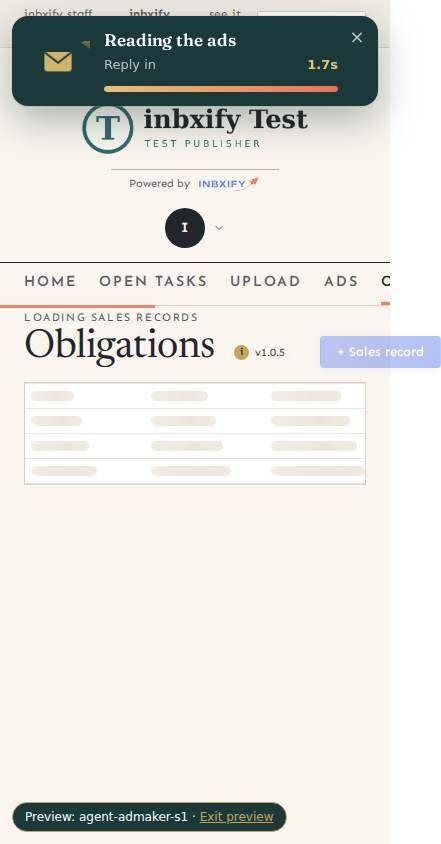 inbxify staff inbxify see it
Reading the ads
Reply in 1.7s
T
inbxify Test
TEST PUBLISHER
Powered by INBXIFY
I
HOME OPEN TASKS UPLOAD ADS
LOADING SALES RECORDS
Obligations i v1.0.5 + Sales record
Preview: agent-admaker-s1 · Exit preview